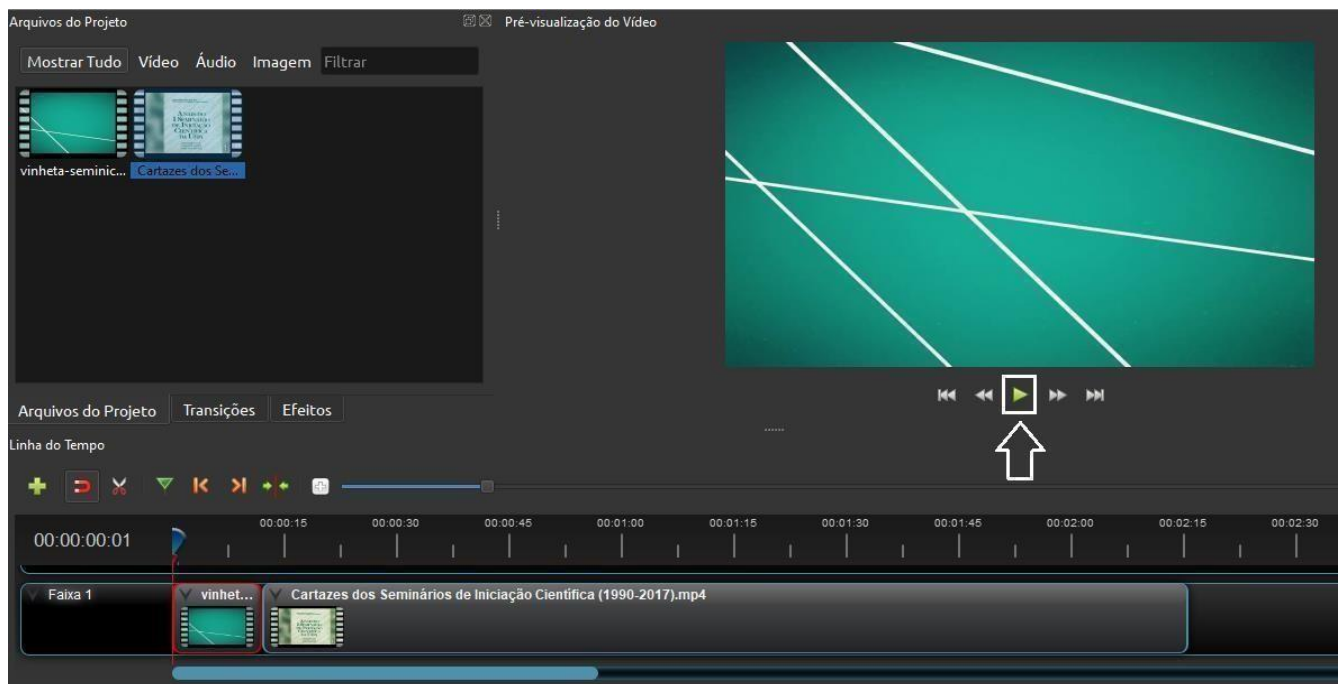 Arquivos do Projeto
Pré-visualização do Vídeo
Mostrar Tudo Vídeo Áudio Imagem Filtrar
vinheta-seminic... Cartazes dos Se...
Arquivos do Projeto Transições Efeitos
Linha do Tempo
00:00:15 00:00:30 00:00:45 00:01:00 00:01:15 00:01:30 00:01:45 00:02:00 00:02:15 00:02:30
00:00:00:01
Faixa 1 vinhet... Cartazes dos Seminários de Iniciação Científica (1990-2017).mp4